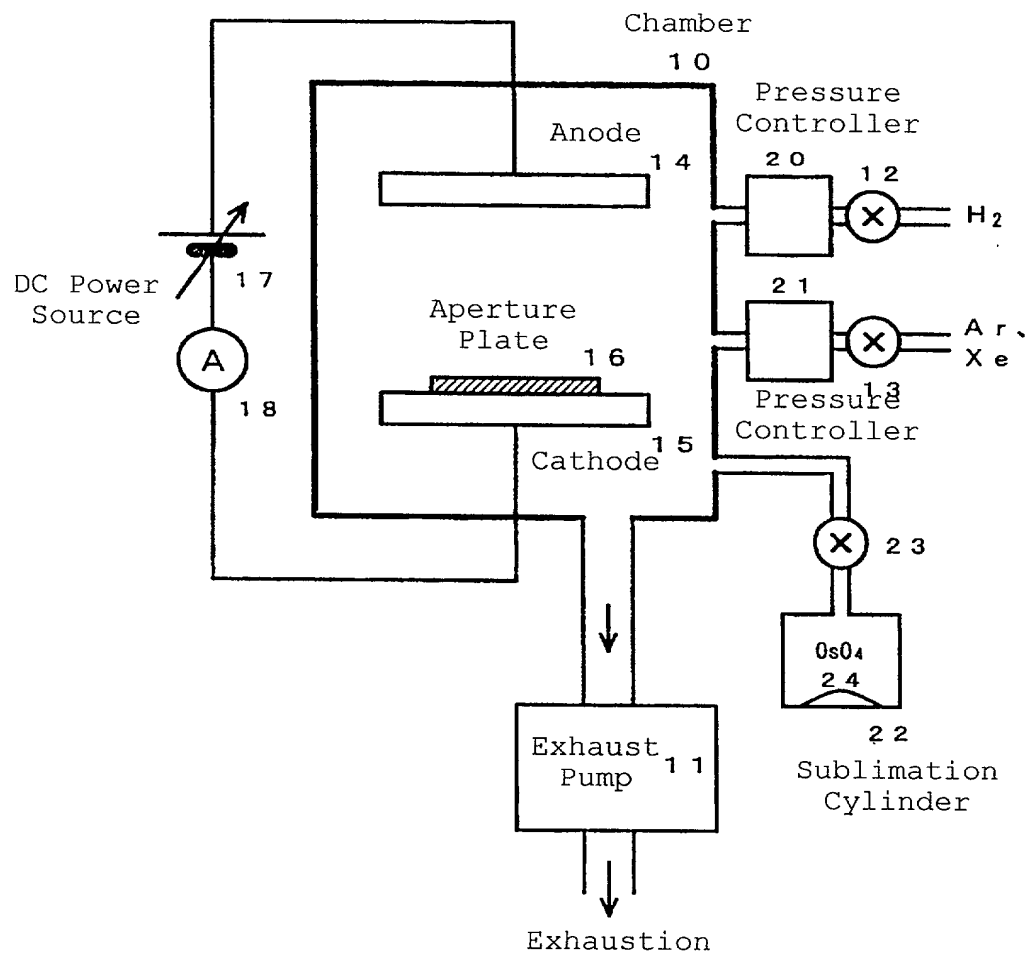 Chamber
10
Pressure
Controller
Anode
14
20
12
H2
DC Power
Source
17
21
Aperture
Plate
16
Ar、
Xe
A
18
13
Pressure
Controller
Cathode
15
23
OsO4
24
22
Exhaust
Pump
11
Sublimation
Cylinder
Exhaustion